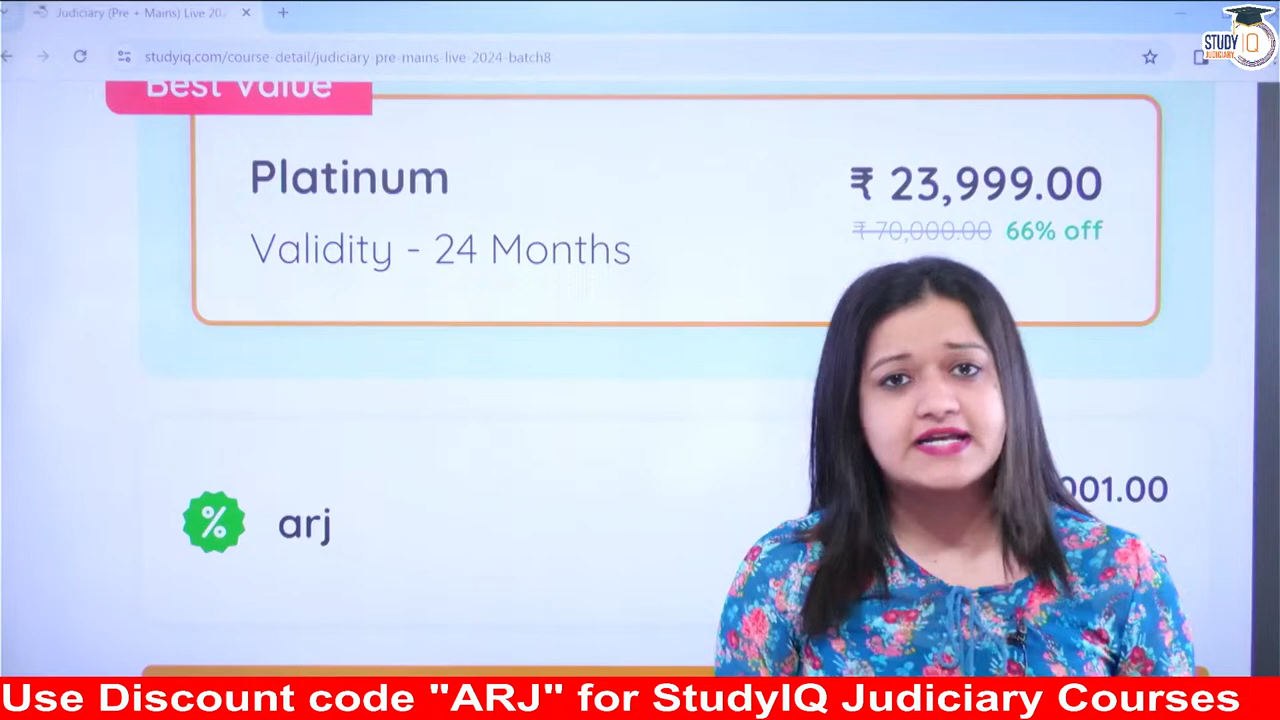 Judiciary (Pre + Mains) Live 202
STUDY IQ
JUDICIARY
studyiq.com/course-detail/judiciary-pre-mains-live-2024-batch8
Best Value
Platinum
₹ 23,999.00
₹ 70,000.00 66% off
Validity - 24 Months
001.00
arj
Use Discount code "ARJ" for StudyIQ Judiciary Courses